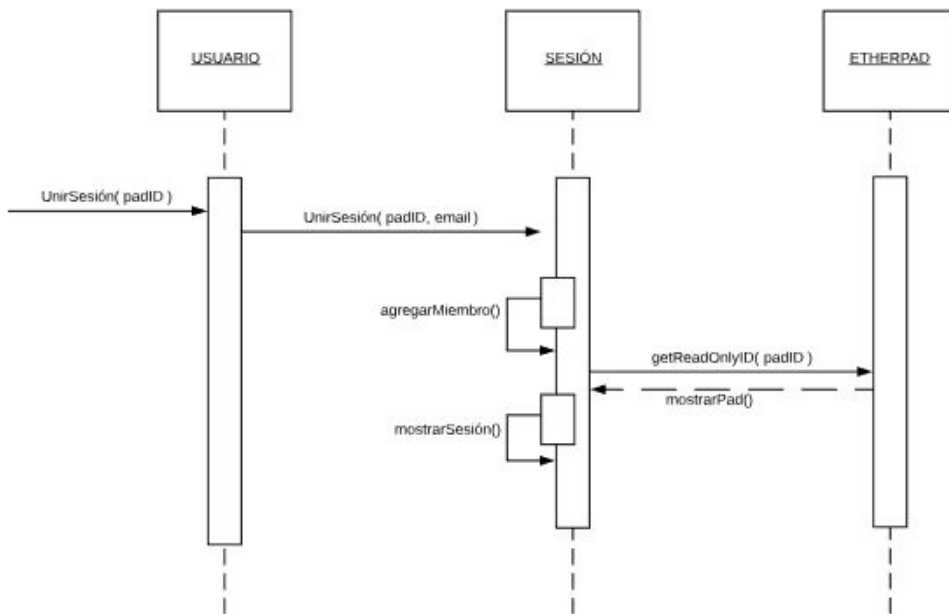 USUARIO
SESIÓN
ETHERPAD
UnirSesión( padID )
UnirSesión( padID, email )
agregarMiembro()
getReadOnlyID( padID )
mostrarPad()
mostrarSesión()